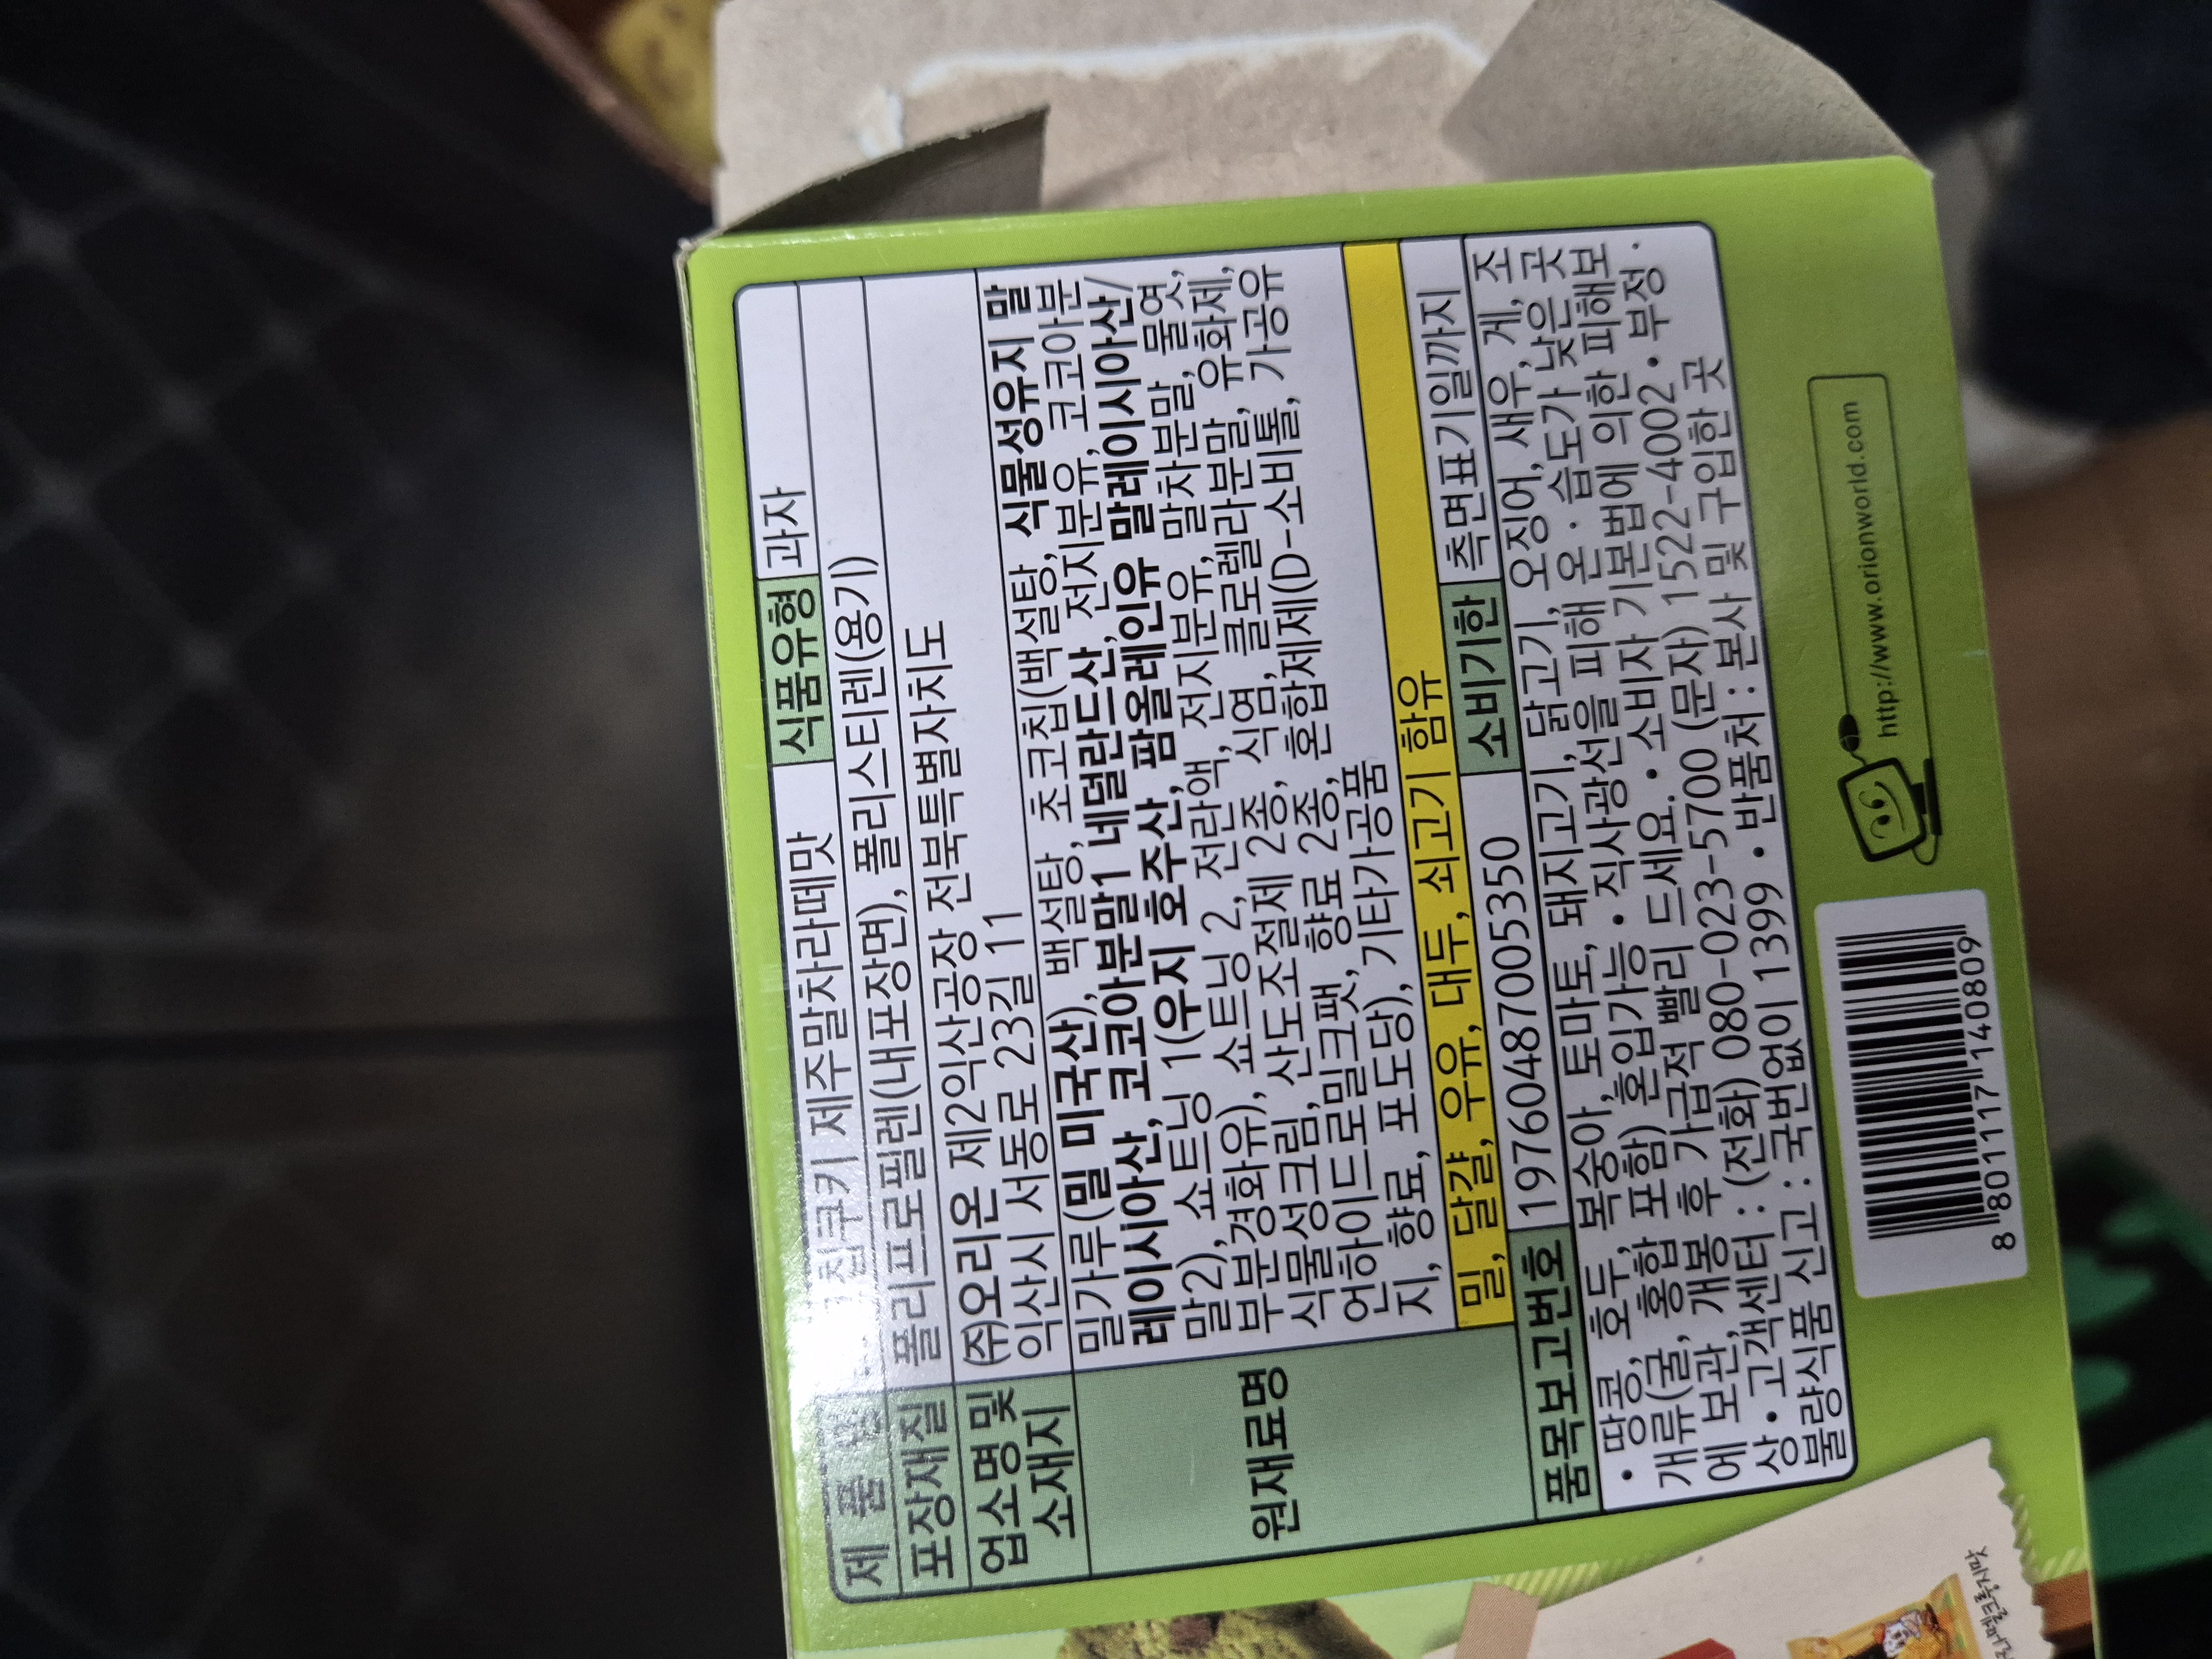 제 품 명 칩쿠키 제주말차라떼맛 식품유형 과자
포장재질 폴리프로필렌(내포장면), 폴리스티렌(용기)
업소명 및 소재지 ㈜오리온 제2익산공장 전북특별자치도
익산시 서동로 23길 11
원재료명
밀가루(밀 미국산), 백설탕, 초코칩(백설탕, 식물성유지 말
레이시아산, 코코아분말1 네덜란드산, 전지분유, 코코아분
말2), 쇼트닝 1(우지 호주산, 팜올레인유 말레이시아산/
부분경화유), 쇼트닝 2, 전란액, 전지분유, 말차분말, 물엿,
식물성크림, 산도조절제 2종, 식염, 클로렐라분말, 유화제,
언하이드로밀크팻, 향료 2종, 혼합제제(D-소비톨, 가공유
지, 향료, 포도당), 기타가공품
밀, 달걀, 우유, 대두, 쇠고기 함유
품목보고번호 19760487005350 소비기한 측면표기일까지
• 땅콩, 호두, 복숭아, 토마토, 돼지고기, 닭고기, 오징어, 새우, 게, 조
개류(굴, 홍합 포함) 혼입가능 • 직사광선을 피해 온·습도가 낮은 곳
에 보관, 개봉 후 가급적 빨리 드세요. • 소비자 기본법에 의한 피해보
상 • 고객센터 : (전화) 080-023-5700 (문자) 1522-4002 • 부정·
불량식품 신고 : 국번없이 1399 • 반품처 : 본사 및 구입한 곳
8 801117 140809
http://www.orionworld.com